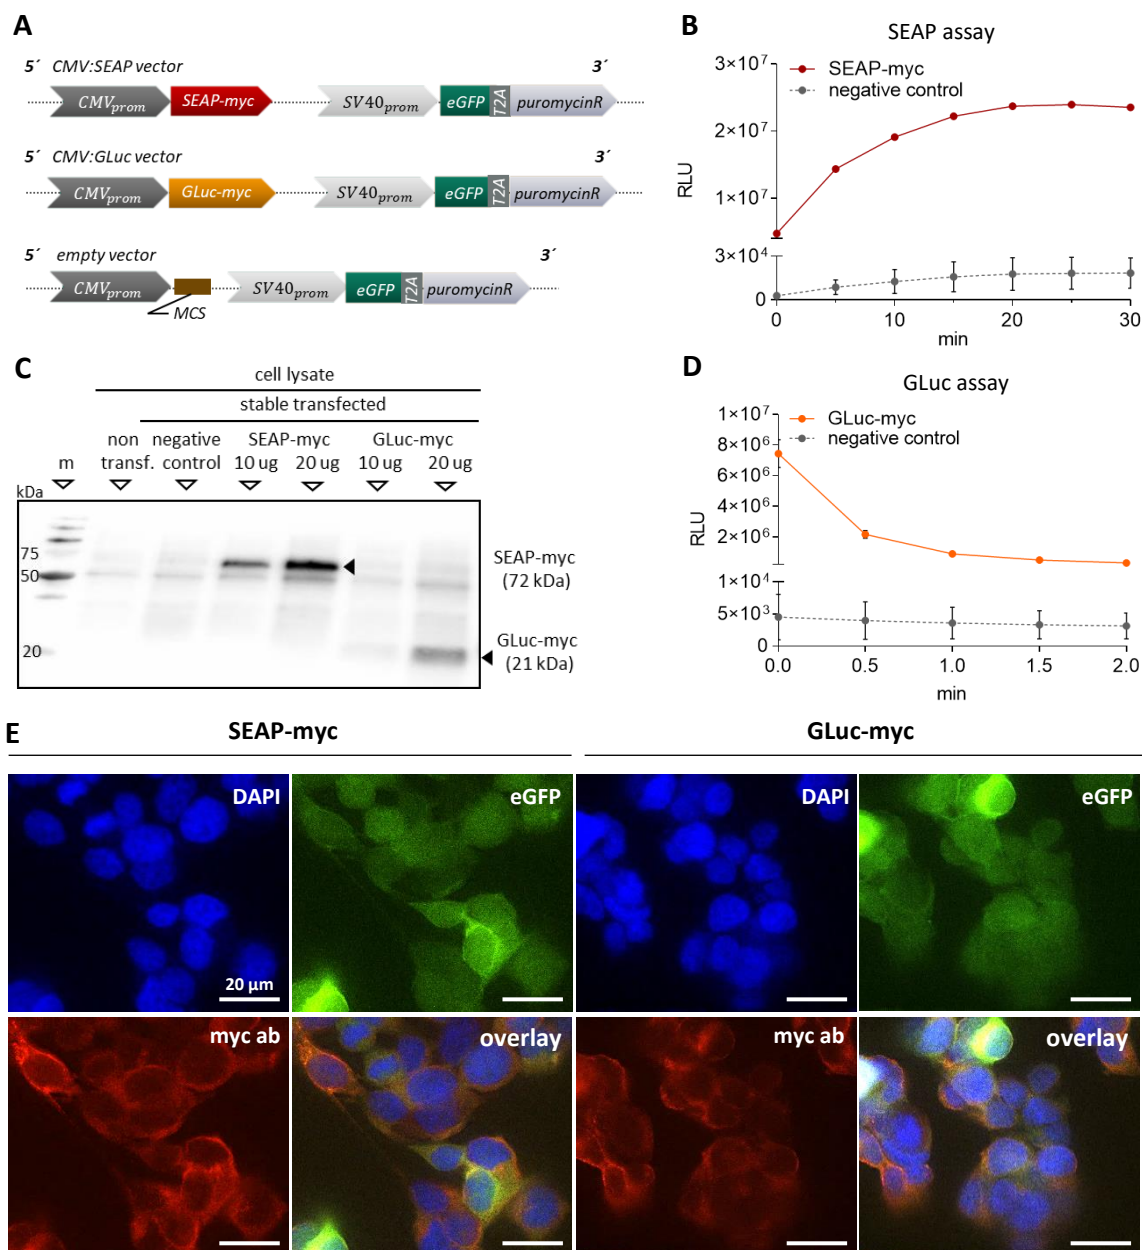 A
5´ CMV:SEAP vector 3´
CMVprom SEAP-myc SV40prom eGFP T2A puromycinR
5´ CMV:GLuc vector 3´
CMVprom GLuc-myc SV40prom eGFP T2A puromycinR
5´ empty vector 3´
CMVprom SV40prom eGFP T2A puromycinR
MCS
B
SEAP assay
3×10⁷
2×10⁷
1×10⁷
3×10⁴
0
RLU
SEAP-myc
negative control
0 10 20 30
min
C
cell lysate
stable transfected
non negative SEAP-myc GLuc-myc
m transf. control 10 ug 20 ug 10 ug 20 ug
kDa
75
50
20
SEAP-myc
(72 kDa)
GLuc-myc
(21 kDa)
D
GLuc assay
1×10⁷
8×10⁶
6×10⁶
4×10⁶
2×10⁶
1×10⁴
5×10³
0
RLU
GLuc-myc
negative control
0.0 0.5 1.0 1.5 2.0
min
E
SEAP-myc GLuc-myc
DAPI eGFP DAPI eGFP
20 µm
myc ab overlay myc ab overlay